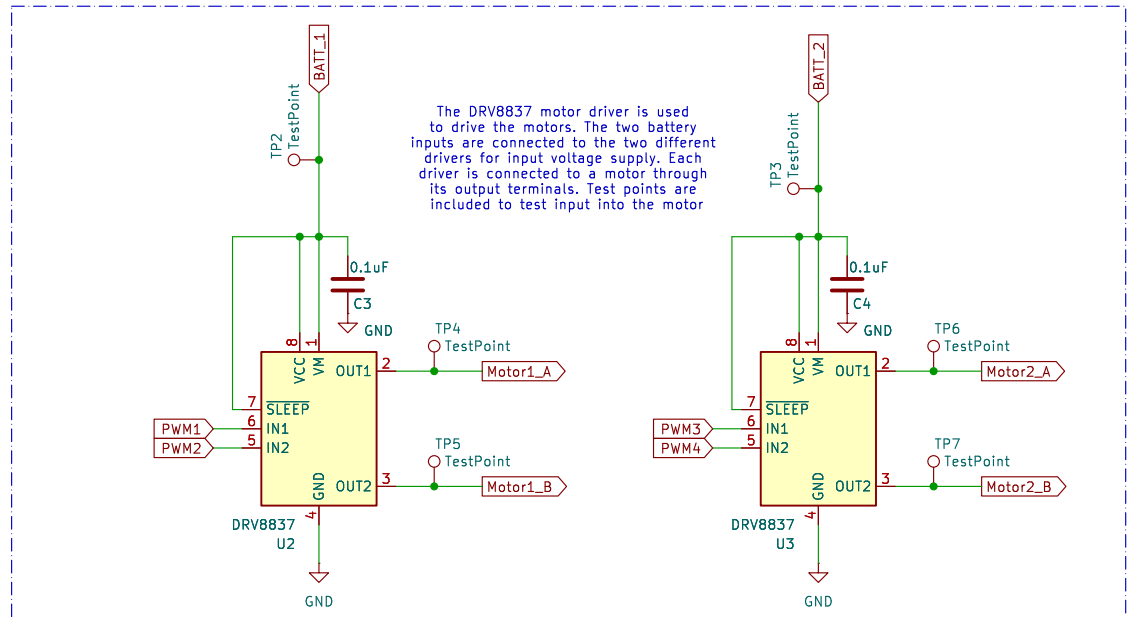 BATT_1
BATT_2
TP2
TestPoint
TP3
TestPoint
The DRV8837 motor driver is used
to drive the motors. The two battery
inputs are connected to the two different
drivers for input voltage supply. Each
driver is connected to a motor through
its output terminals. Test points are
included to test input into the motor
0.1uF
C3
GND
8
1
VCC
VM
OUT1
2
TP4
TestPoint
Motor1_A
7
SLEEP
PWM1
6
IN1
PWM2
5
IN2
TP5
TestPoint
GND
OUT2
3
Motor1_B
4
DRV8837
U2
GND
0.1uF
C4
GND
8
1
VCC
VM
OUT1
2
TP6
TestPoint
Motor2_A
7
SLEEP
PWM3
6
IN1
PWM4
5
IN2
TP7
TestPoint
GND
OUT2
3
Motor2_B
4
DRV8837
U3
GND